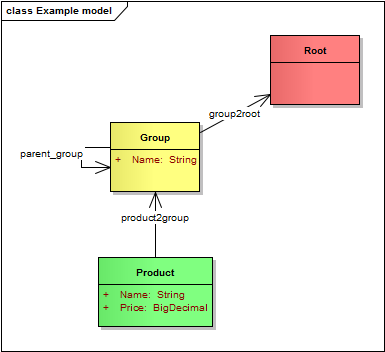 class Example model
Root
group2root
Group
parent_group
+ Name: String
product2group
Product
+ Name: String
+ Price: BigDecimal